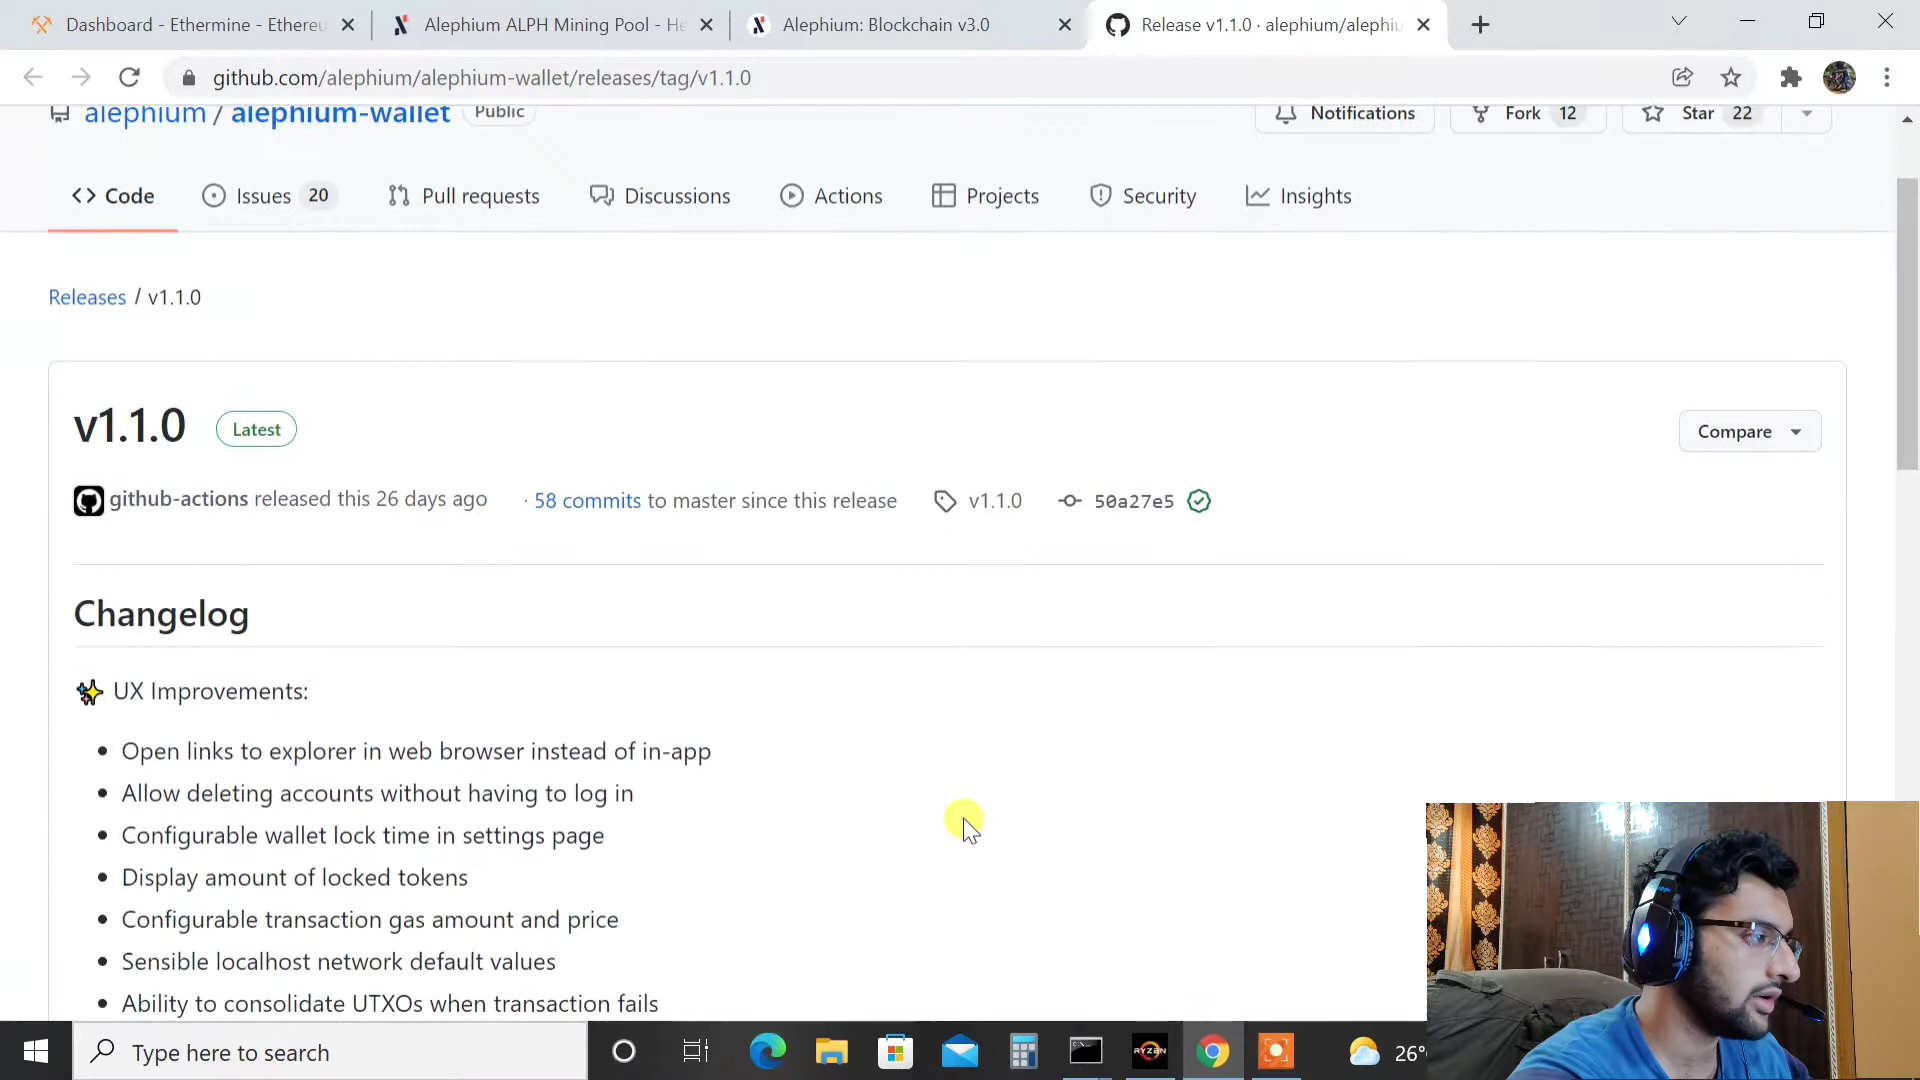 Dashboard - Ethermine - Ethereu
Alephium ALPH Mining Pool - He
Alephium: Blockchain v3.0
Release v1.1.0 · alephium/alephiu
github.com/alephium/alephium-wallet/releases/tag/v1.1.0
alephium / alephium-wallet Public
Notifications
Fork 12
Star 22
Code
Issues 20
Pull requests
Discussions
Actions
Projects
Security
Insights
Releases / v1.1.0
v1.1.0 Latest
Compare
github-actions released this 26 days ago · 58 commits to master since this release v1.1.0 50a27e5
Changelog
UX Improvements:
• Open links to explorer in web browser instead of in-app
• Allow deleting accounts without having to log in
• Configurable wallet lock time in settings page
• Display amount of locked tokens
• Configurable transaction gas amount and price
• Sensible localhost network default values
• Ability to consolidate UTXOs when transaction fails
Type here to search
RYZEN
26°